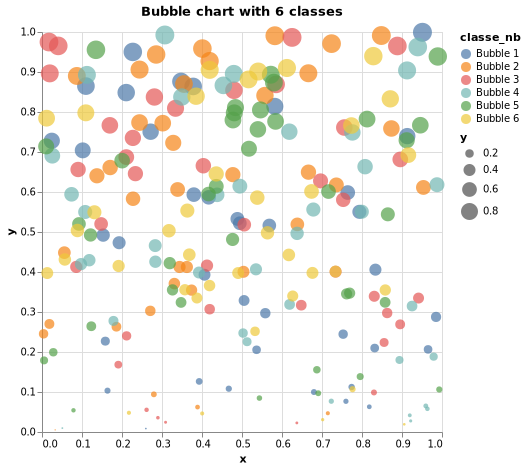 Bubble chart with 6 classes
classe_nb
Bubble 1
Bubble 2
Bubble 3
Bubble 4
Bubble 5
Bubble 6
y
0.2
0.4
0.6
0.8
y
1.0
0.9
0.8
0.7
0.6
0.5
0.4
0.3
0.2
0.1
0.0
0.0 0.1 0.2 0.3 0.4 0.5 0.6 0.7 0.8 0.9 1.0
x